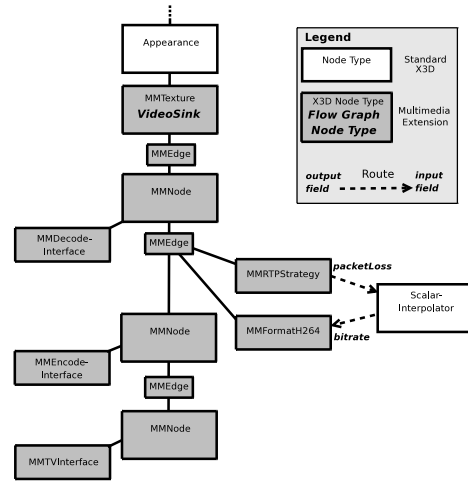 Appearance
MMTexture
VideoSink
MMEdge
MMNode
MMDecode-
Interface
MMEdge
MMRTPStrategy
packetLoss
Scalar-
Interpolator
MMFormatH264
bitrate
MMNode
MMEncode-
Interface
MMEdge
MMNode
MMTVInterface
Legend
Node Type
Standard
X3D
X3D Node Type
Flow Graph
Node Type
Multimedia
Extension
output
field
Route
input
field